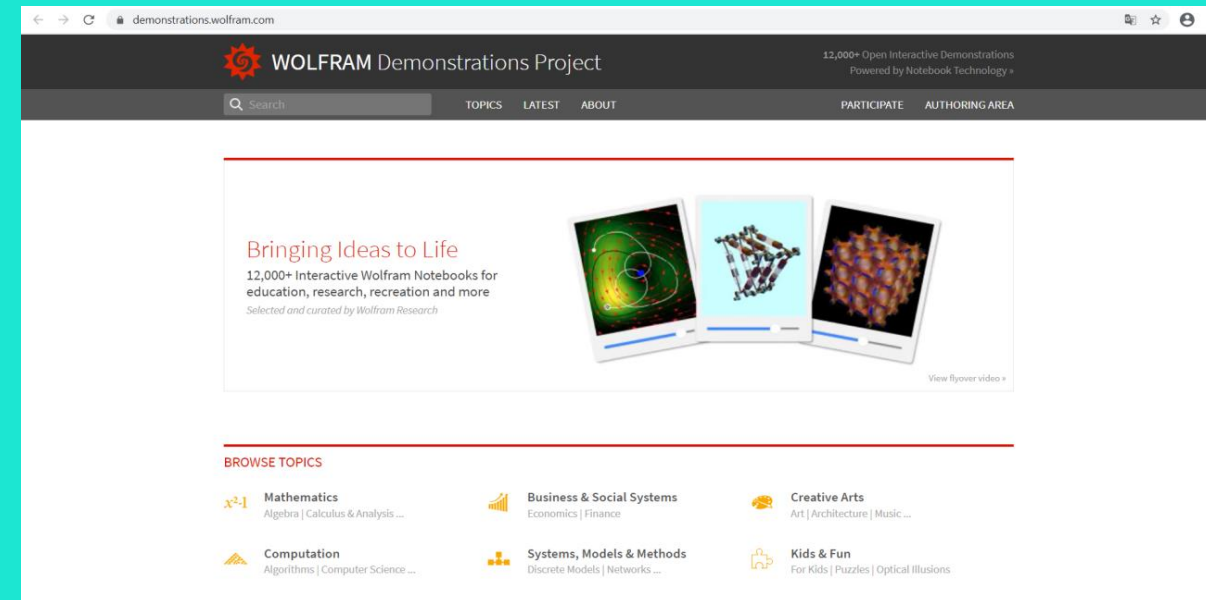 demonstrations.wolfram.com
WOLFRAM Demonstrations Project
12,000+ Open Interactive Demonstrations
Powered by Notebook Technology »
Search
TOPICS LATEST ABOUT
PARTICIPATE AUTHORING AREA
Bringing Ideas to Life
12,000+ Interactive Wolfram Notebooks for
education, research, recreation and more
Selected and curated by Wolfram Research
View flyover video »
BROWSE TOPICS
x²-1 Mathematics
Algebra | Calculus & Analysis ...
Business & Social Systems
Economics | Finance
Creative Arts
Art | Architecture | Music ...
Computation
Algorithms | Computer Science ...
Systems, Models & Methods
Discrete Models | Networks ...
Kids & Fun
For Kids | Puzzles | Optical Illusions